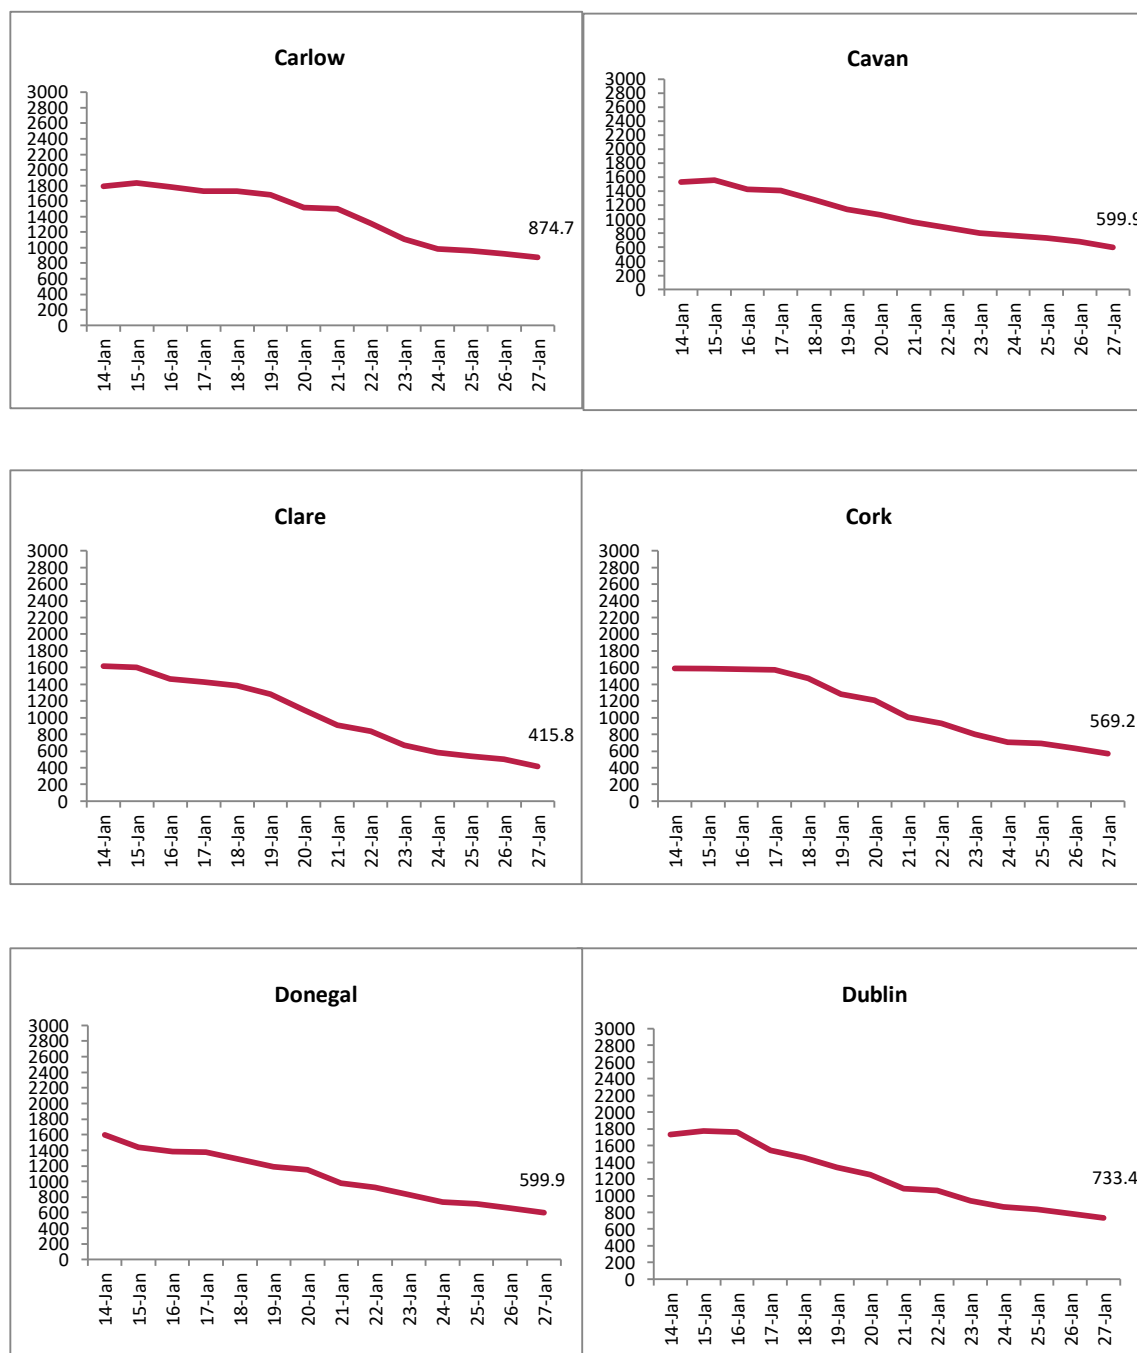 Carlow
3000
2800
2600
2400
2200
2000
1800
1600
1400
1200
1000
800
600
400
200
0
874.7
14-Jan
15-Jan
16-Jan
17-Jan
18-Jan
19-Jan
20-Jan
21-Jan
22-Jan
23-Jan
24-Jan
25-Jan
26-Jan
27-Jan
Cavan
3000
2800
2600
2400
2200
2000
1800
1600
1400
1200
1000
800
600
400
200
0
599.9
14-Jan
15-Jan
16-Jan
17-Jan
18-Jan
19-Jan
20-Jan
21-Jan
22-Jan
23-Jan
24-Jan
25-Jan
26-Jan
27-Jan
Clare
3000
2800
2600
2400
2200
2000
1800
1600
1400
1200
1000
800
600
400
200
0
415.8
14-Jan
15-Jan
16-Jan
17-Jan
18-Jan
19-Jan
20-Jan
21-Jan
22-Jan
23-Jan
24-Jan
25-Jan
26-Jan
27-Jan
Cork
3000
2800
2600
2400
2200
2000
1800
1600
1400
1200
1000
800
600
400
200
0
569.2
14-Jan
15-Jan
16-Jan
17-Jan
18-Jan
19-Jan
20-Jan
21-Jan
22-Jan
23-Jan
24-Jan
25-Jan
26-Jan
27-Jan
Donegal
3000
2800
2600
2400
2200
2000
1800
1600
1400
1200
1000
800
600
400
200
0
599.9
14-Jan
15-Jan
16-Jan
17-Jan
18-Jan
19-Jan
20-Jan
21-Jan
22-Jan
23-Jan
24-Jan
25-Jan
26-Jan
27-Jan
Dublin
3000
2800
2600
2400
2200
2000
1800
1600
1400
1200
1000
800
600
400
200
0
733.4
14-Jan
15-Jan
16-Jan
17-Jan
18-Jan
19-Jan
20-Jan
21-Jan
22-Jan
23-Jan
24-Jan
25-Jan
26-Jan
27-Jan